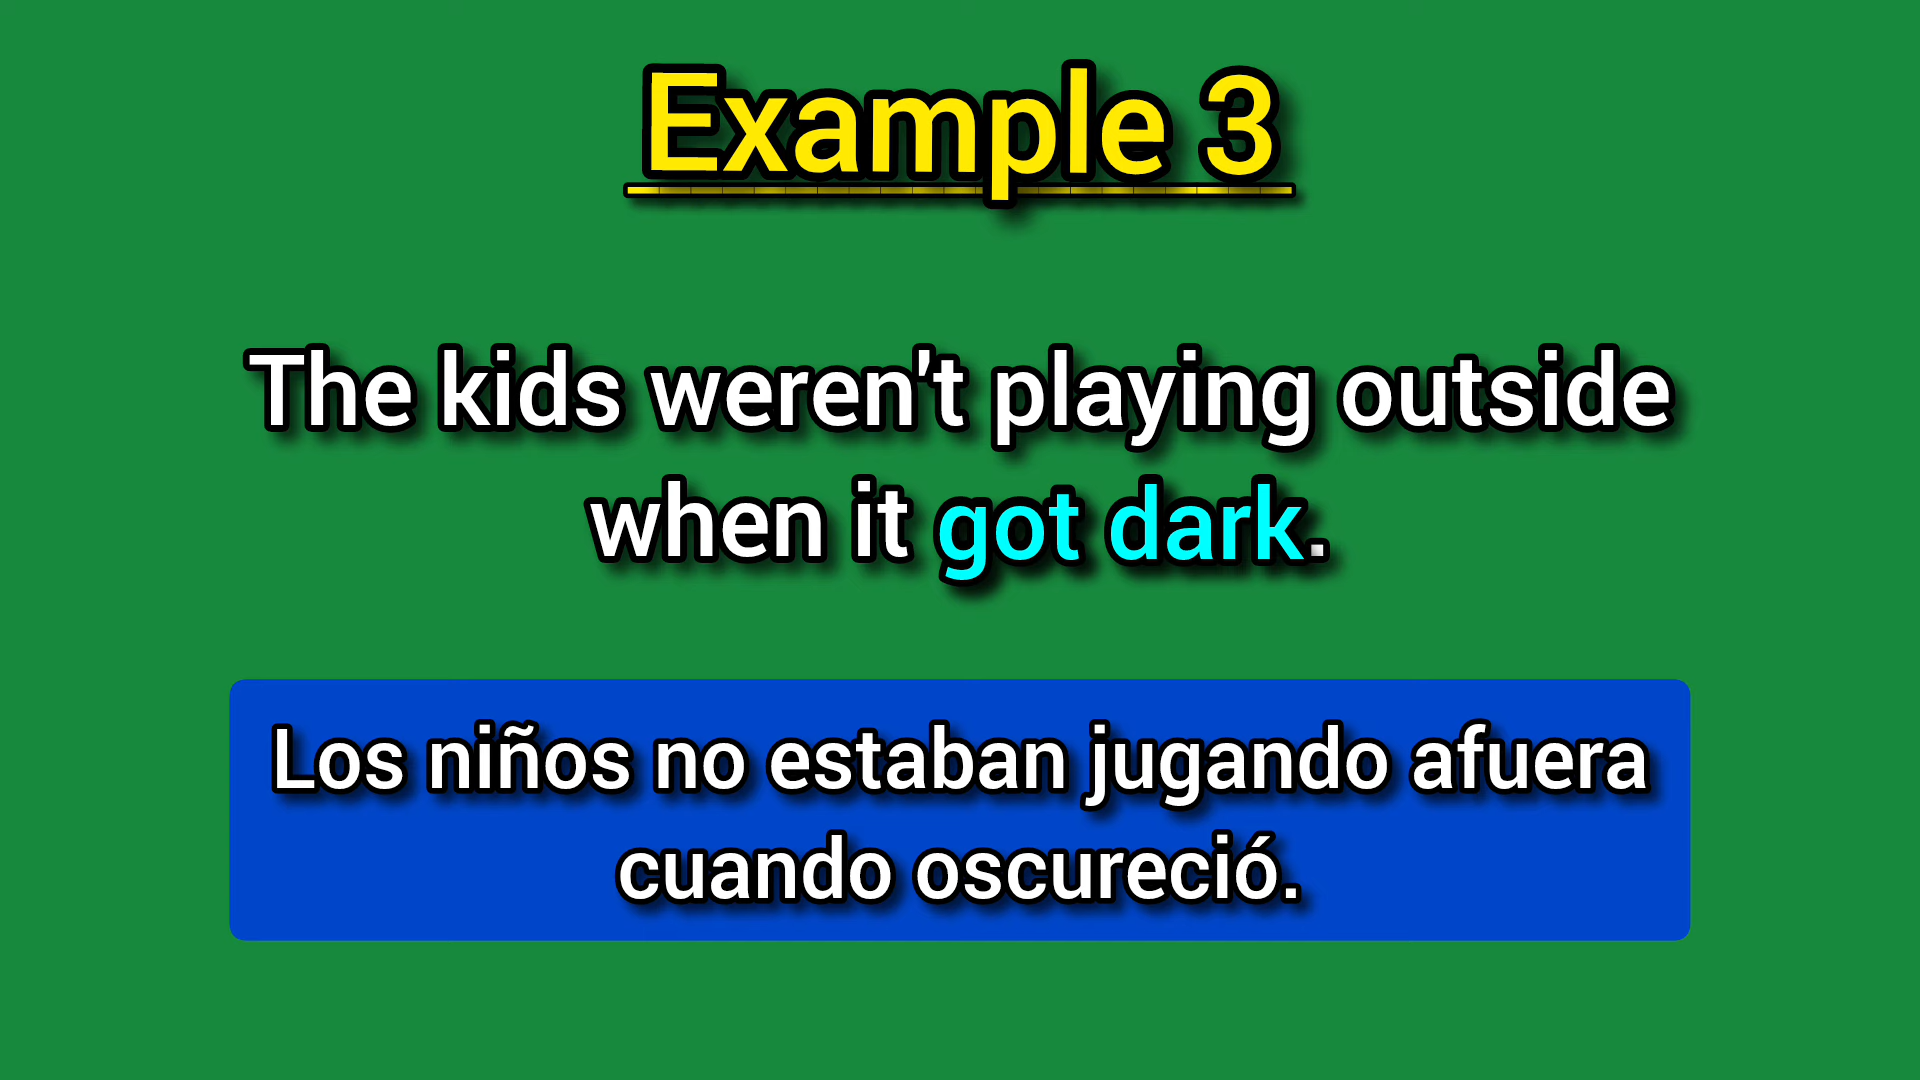 Example 3
The kids weren't playing outside
when it got dark.
Los niños no estaban jugando afuera
cuando oscureció.